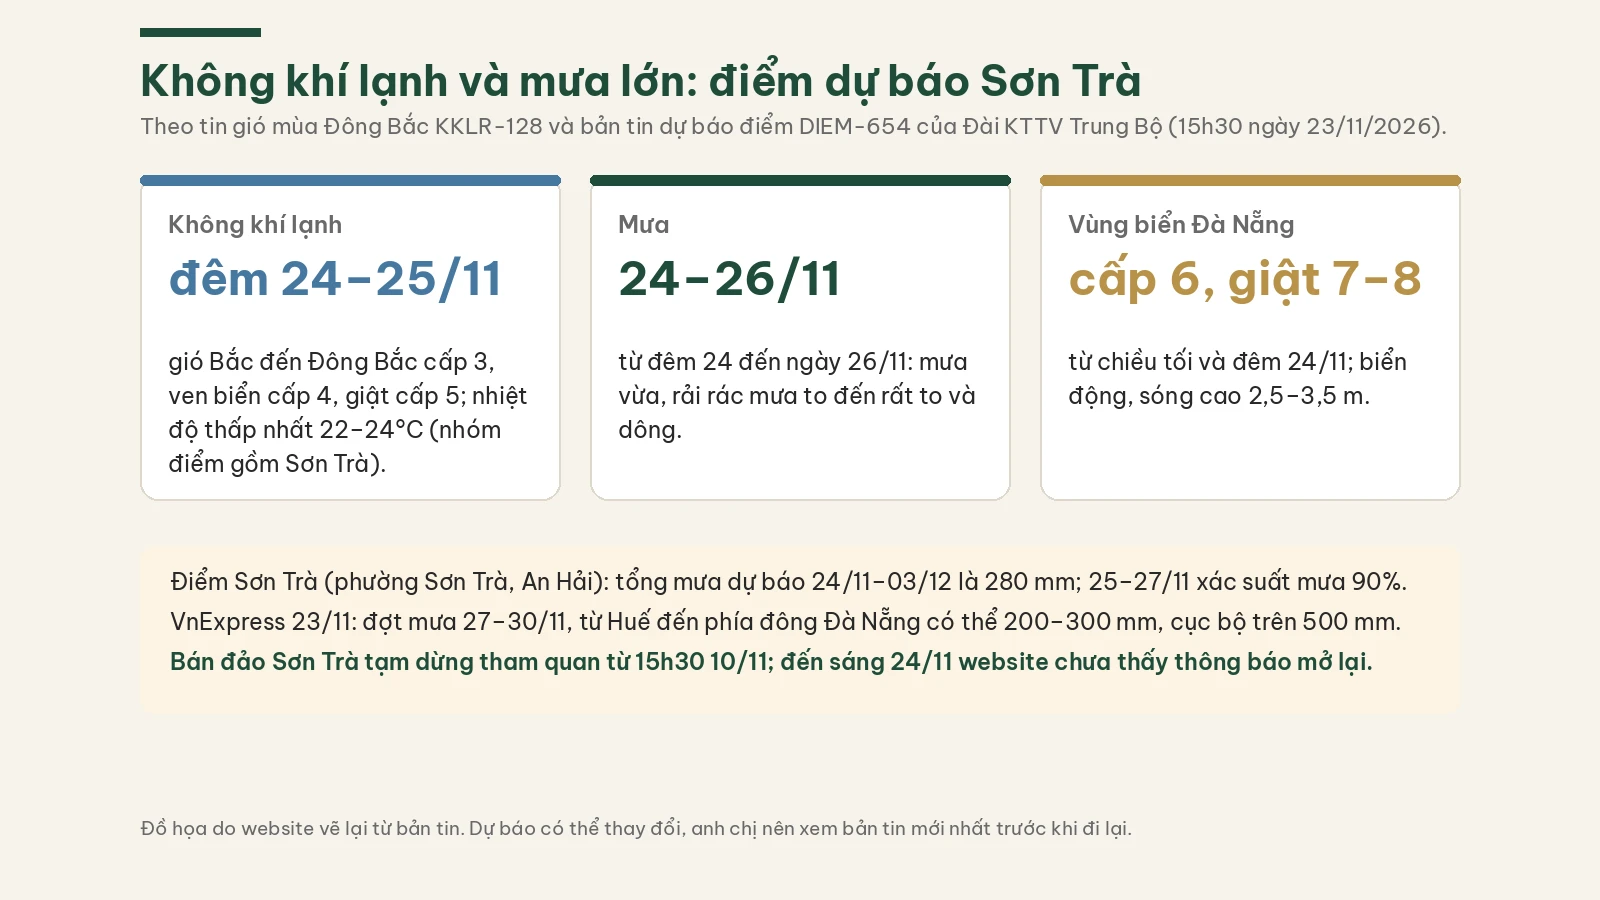 Không khí lạnh và mưa lớn: điểm dự báo Sơn Trà
Theo tin gió mùa Đông Bắc KKLR-128 và bản tin dự báo điểm DIEM-654 của Đài KTTV Trung Bộ (15h30 ngày 23/11/2026).
Không khí lạnh
đêm 24–25/11
gió Bắc đến Đông Bắc cấp 3,
ven biển cấp 4, giật cấp 5; nhiệt
độ thấp nhất 22–24°C (nhóm
điểm gồm Sơn Trà).
Mưa
24–26/11
từ đêm 24 đến ngày 26/11: mưa
vừa, rải rác mưa to đến rất to và
dông.
Vùng biển Đà Nẵng
cấp 6, giật 7–8
từ chiều tối và đêm 24/11; biển
động, sóng cao 2,5–3,5 m.
Điểm Sơn Trà (phường Sơn Trà, An Hải): tổng mưa dự báo 24/11–03/12 là 280 mm; 25–27/11 xác suất mưa 90%.
VnExpress 23/11: đợt mưa 27–30/11, từ Huế đến phía đông Đà Nẵng có thể 200–300 mm, cục bộ trên 500 mm.
Bán đảo Sơn Trà tạm dừng tham quan từ 15h30 10/11; đến sáng 24/11 website chưa thấy thông báo mở lại.
Đồ họa do website vẽ lại từ bản tin. Dự báo có thể thay đổi, anh chị nên xem bản tin mới nhất trước khi đi lại.